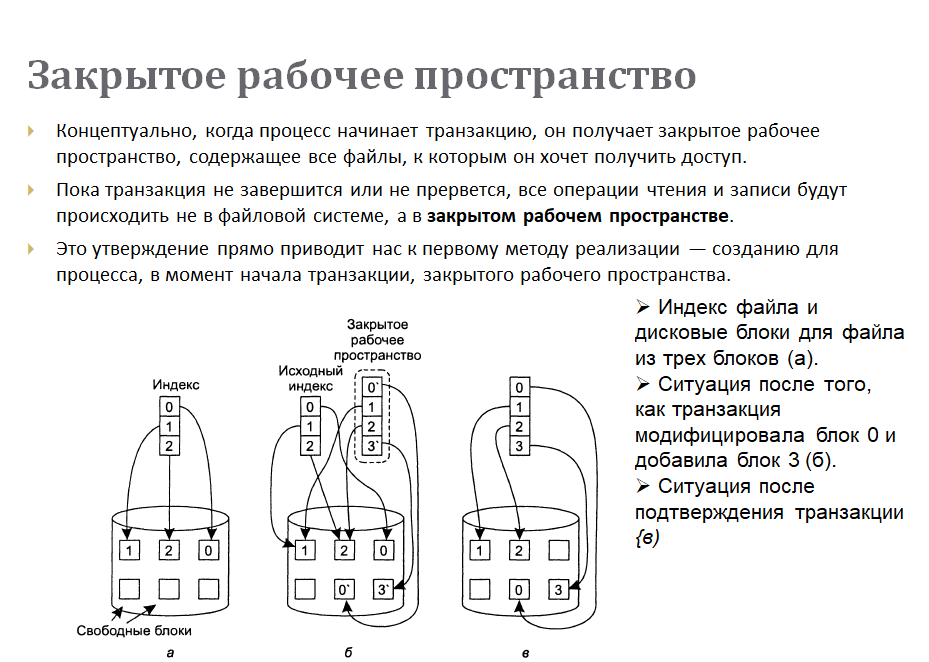 Закрытое рабочее пространство
Концептуально, когда процесс начинает транзакцию, он получает закрытое рабочее
пространство, содержащее все файлы, к которым он хочет получить доступ.
Пока транзакция не завершится или не прервется, все операции чтения и записи будут
происходить не в файловой системе, а в закрытом рабочем пространстве.
Это утверждение прямо приводит нас к первому методу реализации — созданию для
процесса, в момент начала транзакции, закрытого рабочего пространства.
Индекс
0
1
2
1 2 0
Свободные блоки
а
Закрытое
рабочее
пространство
Исходный
индекс
0
1
2
0`
1
2
3`
1 2 0
0` 3`
б
0
1
2
3
1 2
0 3
в
Индекс файла и
дисковые блоки для файла
из трех блоков (а).
Ситуация после того,
как транзакция
модифицировала блок 0 и
добавила блок 3 (б).
Ситуация после
подтверждения транзакции
{в)